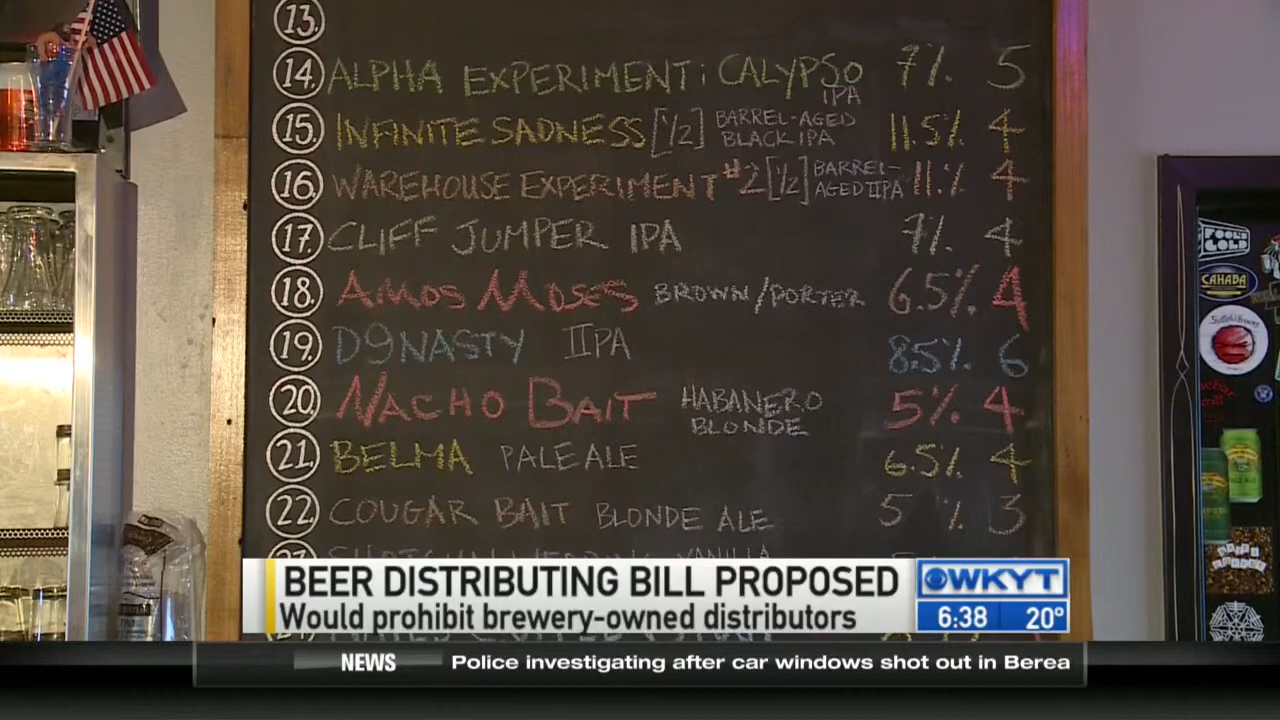 13.
14. ALPHA EXPERIMENT: CALYPSO IPA 7% 5
15. INFINITE SADNESS [1/2] BARREL-AGED BLACK IPA 11.5% 4
16. WAREHOUSE EXPERIMENT #2 [1/2] BARREL-AGED IIPA 11% 4
17. CLIFF JUMPER IPA 7% 4
18. AMOS MOSES BROWN/PORTER 6.5% 4
19. D9NASTY IIPA 8.5% 6
20. NACHO BAIT HABANERO BLONDE 5% 4
21. BELMA PALE ALE 6.5% 4
22. COUGAR BAIT BLONDE ALE 5% 3
FOOL'S GOLD
CAHABA
BEER DISTRIBUTING BILL PROPOSED
Would prohibit brewery-owned distributors
WKYT
6:38 20°
NEWS Police investigating after car windows shot out in Berea